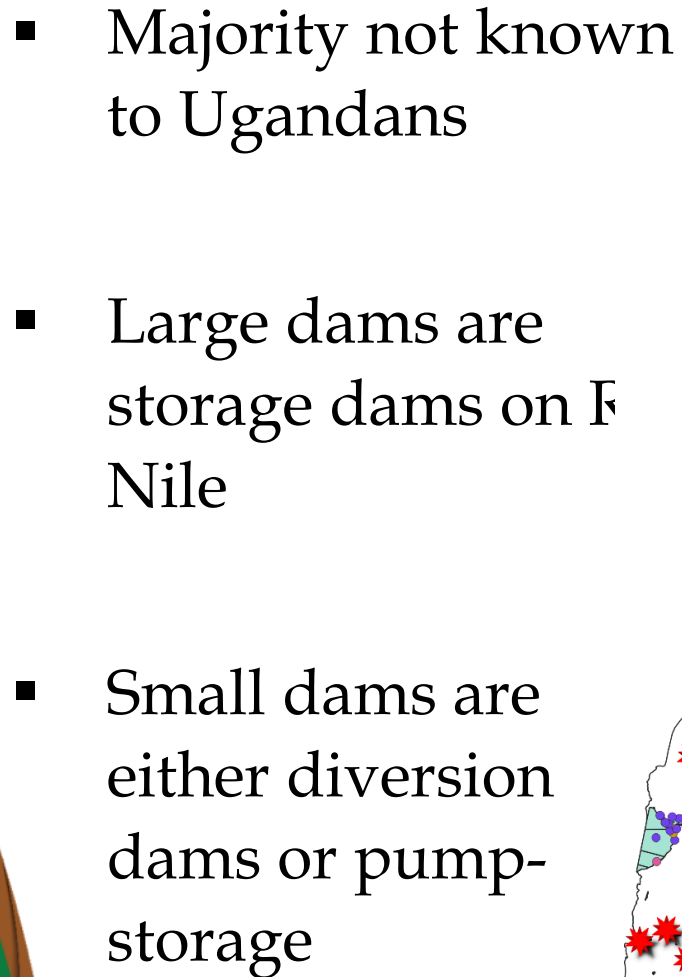 ▪ Majority not known
to Ugandans
▪ Large dams are
storage dams on R
Nile
▪ Small dams are
either diversion
dams or pump-
storage